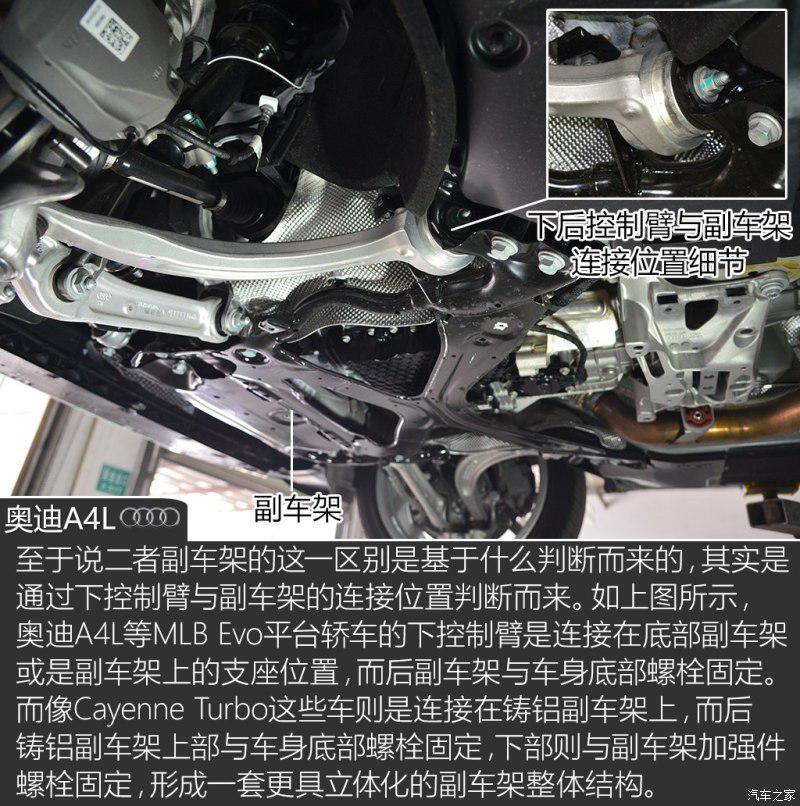 下后控制臂与副车架
连接位置细节
副车架
奥迪A4L
至于说二者副车架的这一区别是基于什么判断而来的，其实是
通过下控制臂与副车架的连接位置判断而来。如上图所示，
奥迪A4L等MLB Evo平台轿车的下控制臂是连接在底部副车架
或是副车架上的支座位置，而后副车架与车身底部螺栓固定。
而像Cayenne Turbo这些车则是连接在铸铝副车架上，而后
铸铝副车架上部与车身底部螺栓固定，下部则与副车架加强件
螺栓固定，形成一套更具立体化的副车架整体结构。
汽车之家